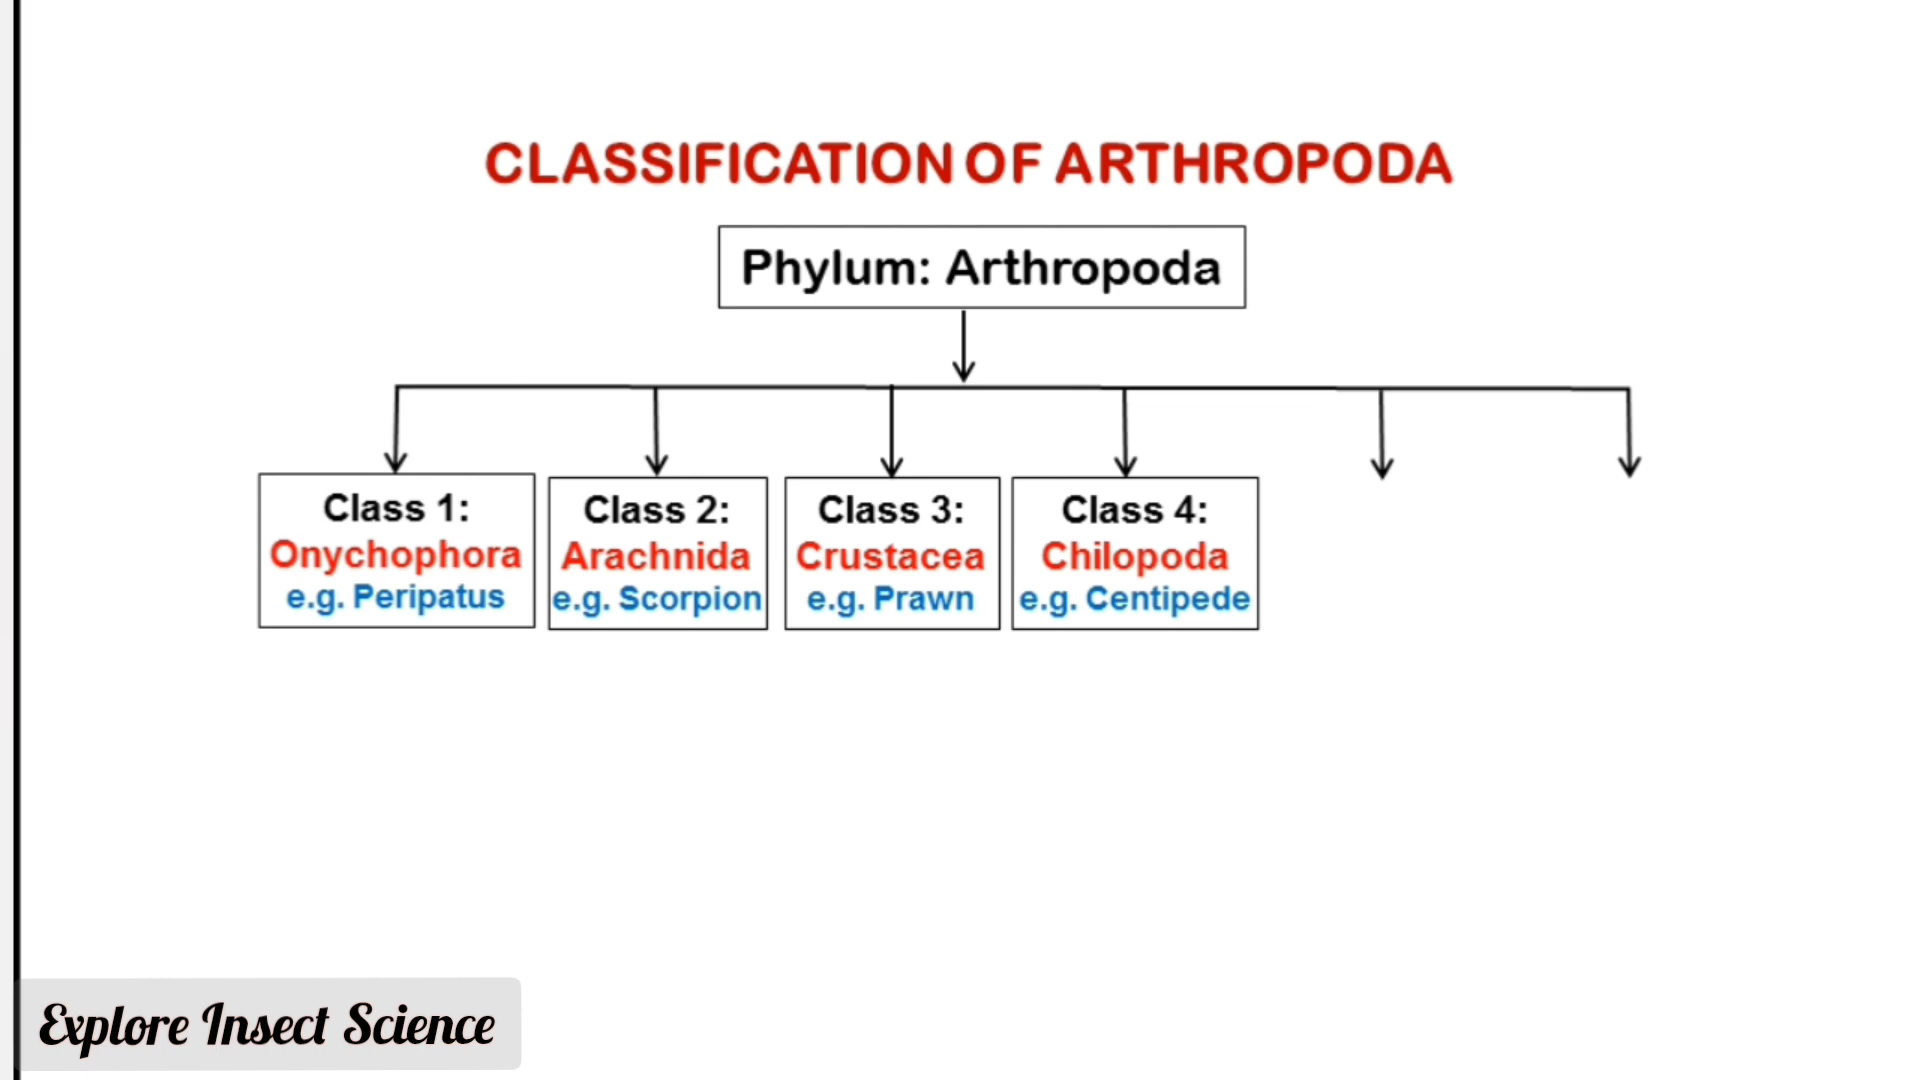 CLASSIFICATION OF ARTHROPODA
Phylum: Arthropoda
Class 1:
Onychophora
e.g. Peripatus
Class 2:
Arachnida
e.g. Scorpion
Class 3:
Crustacea
e.g. Prawn
Class 4:
Chilopoda
e.g. Centipede
Explore Insect Science